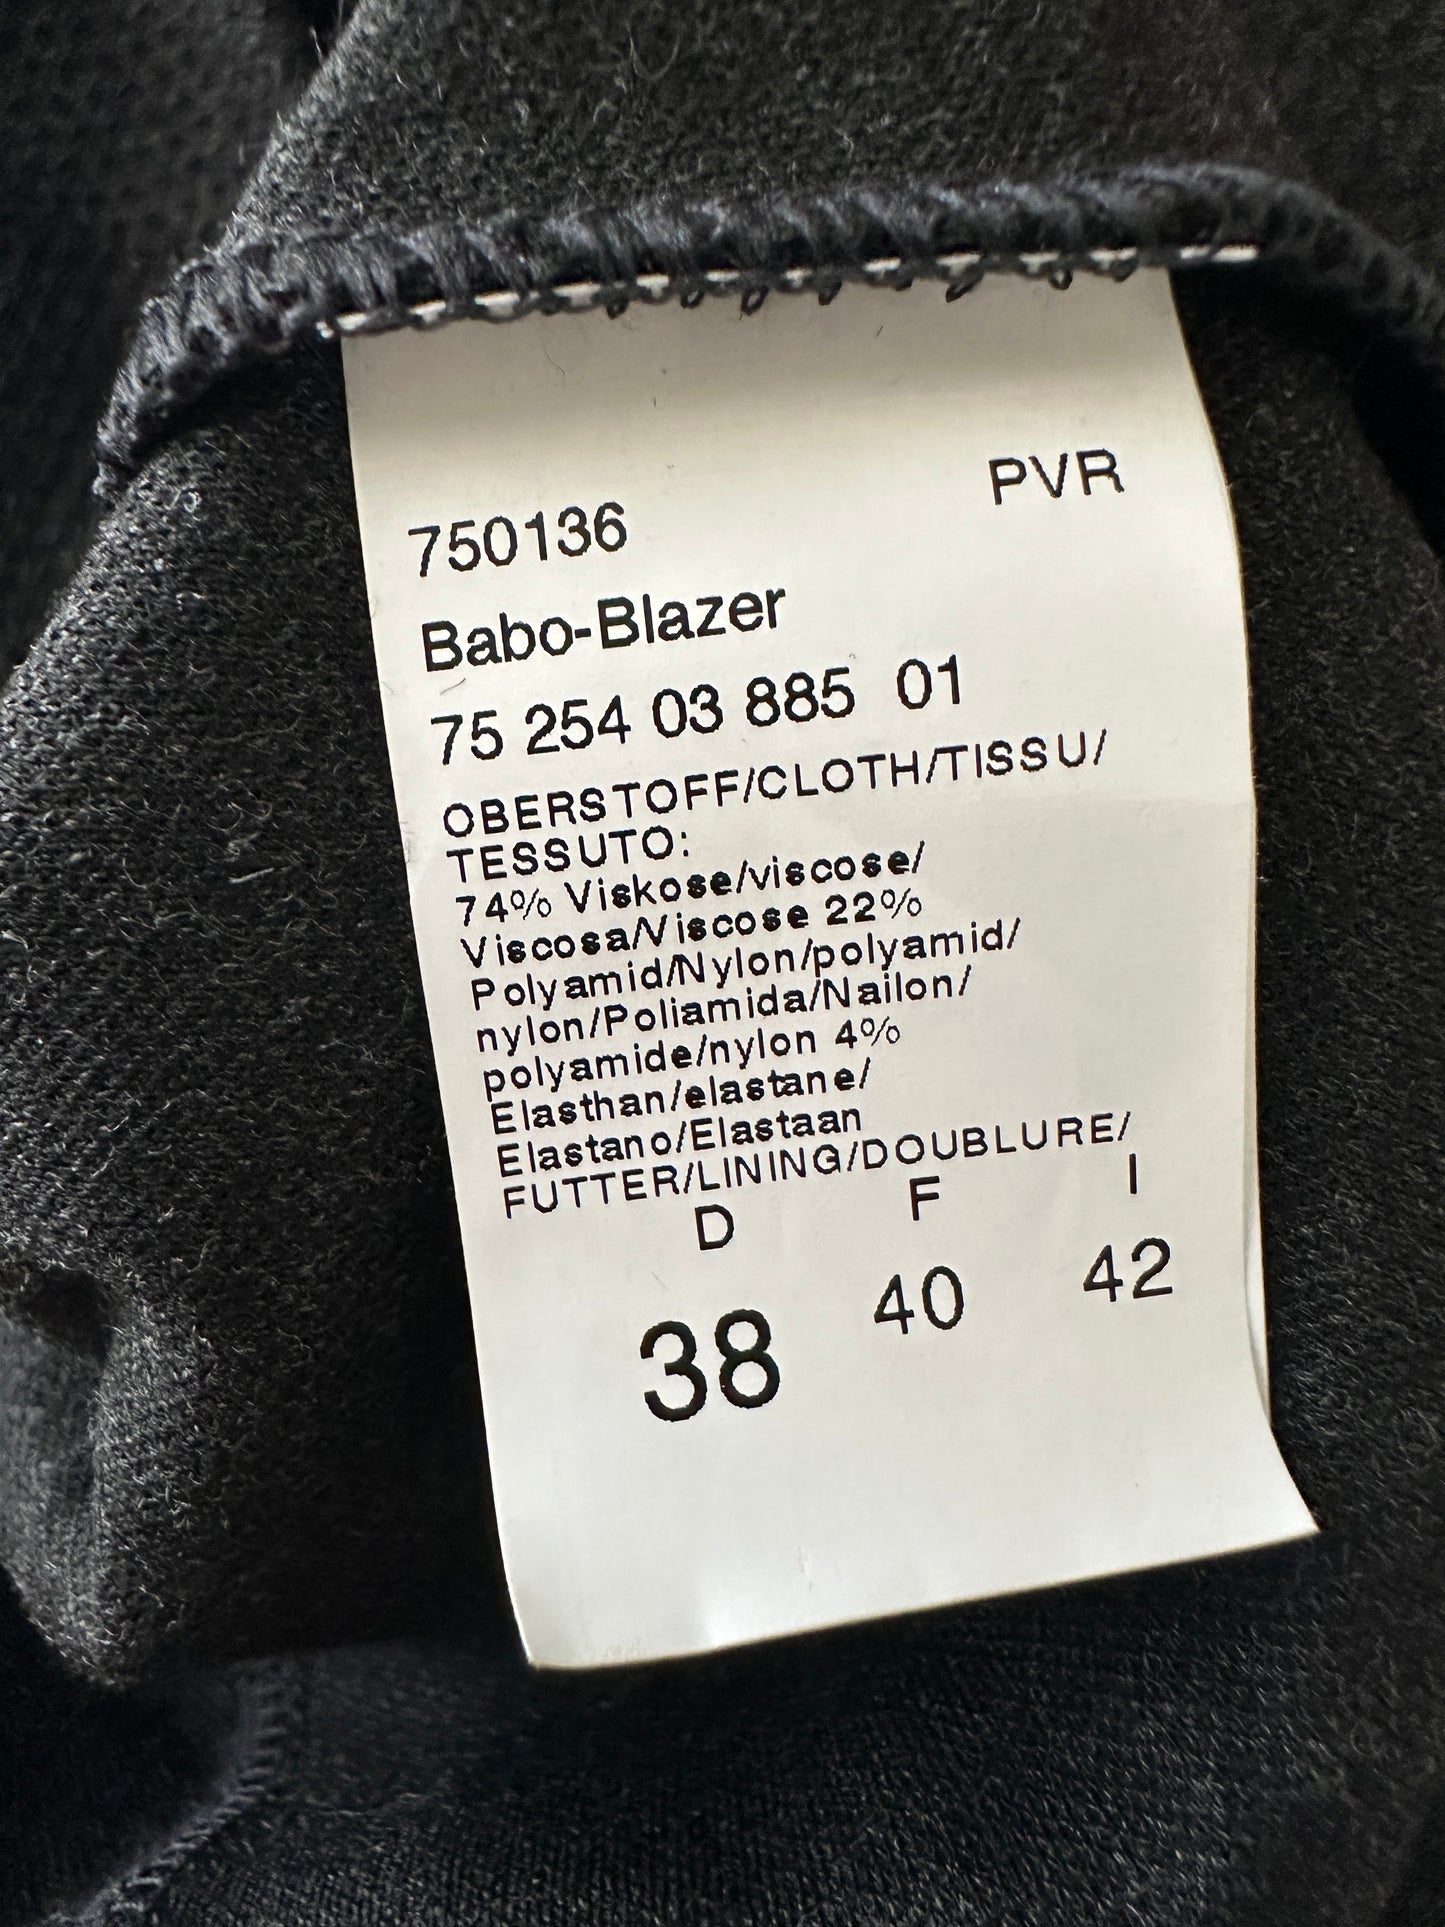 PVR
750136
Babo-Blazer
75 254 03 885 01
OBERSTOFF/CLOTH/TISSU/
TESSUTO:
74% Viskose/viscose/
Viscosa/Viscose 22%
Polyamid/Nylon/polyamid/
nylon/Poliamida/Nailon/
polyamide/nylon 4%
Elasthan/elastane/
Elastano/Elastaan
FUTTER/LINING/DOUBLURE/
D F I
38 40 42